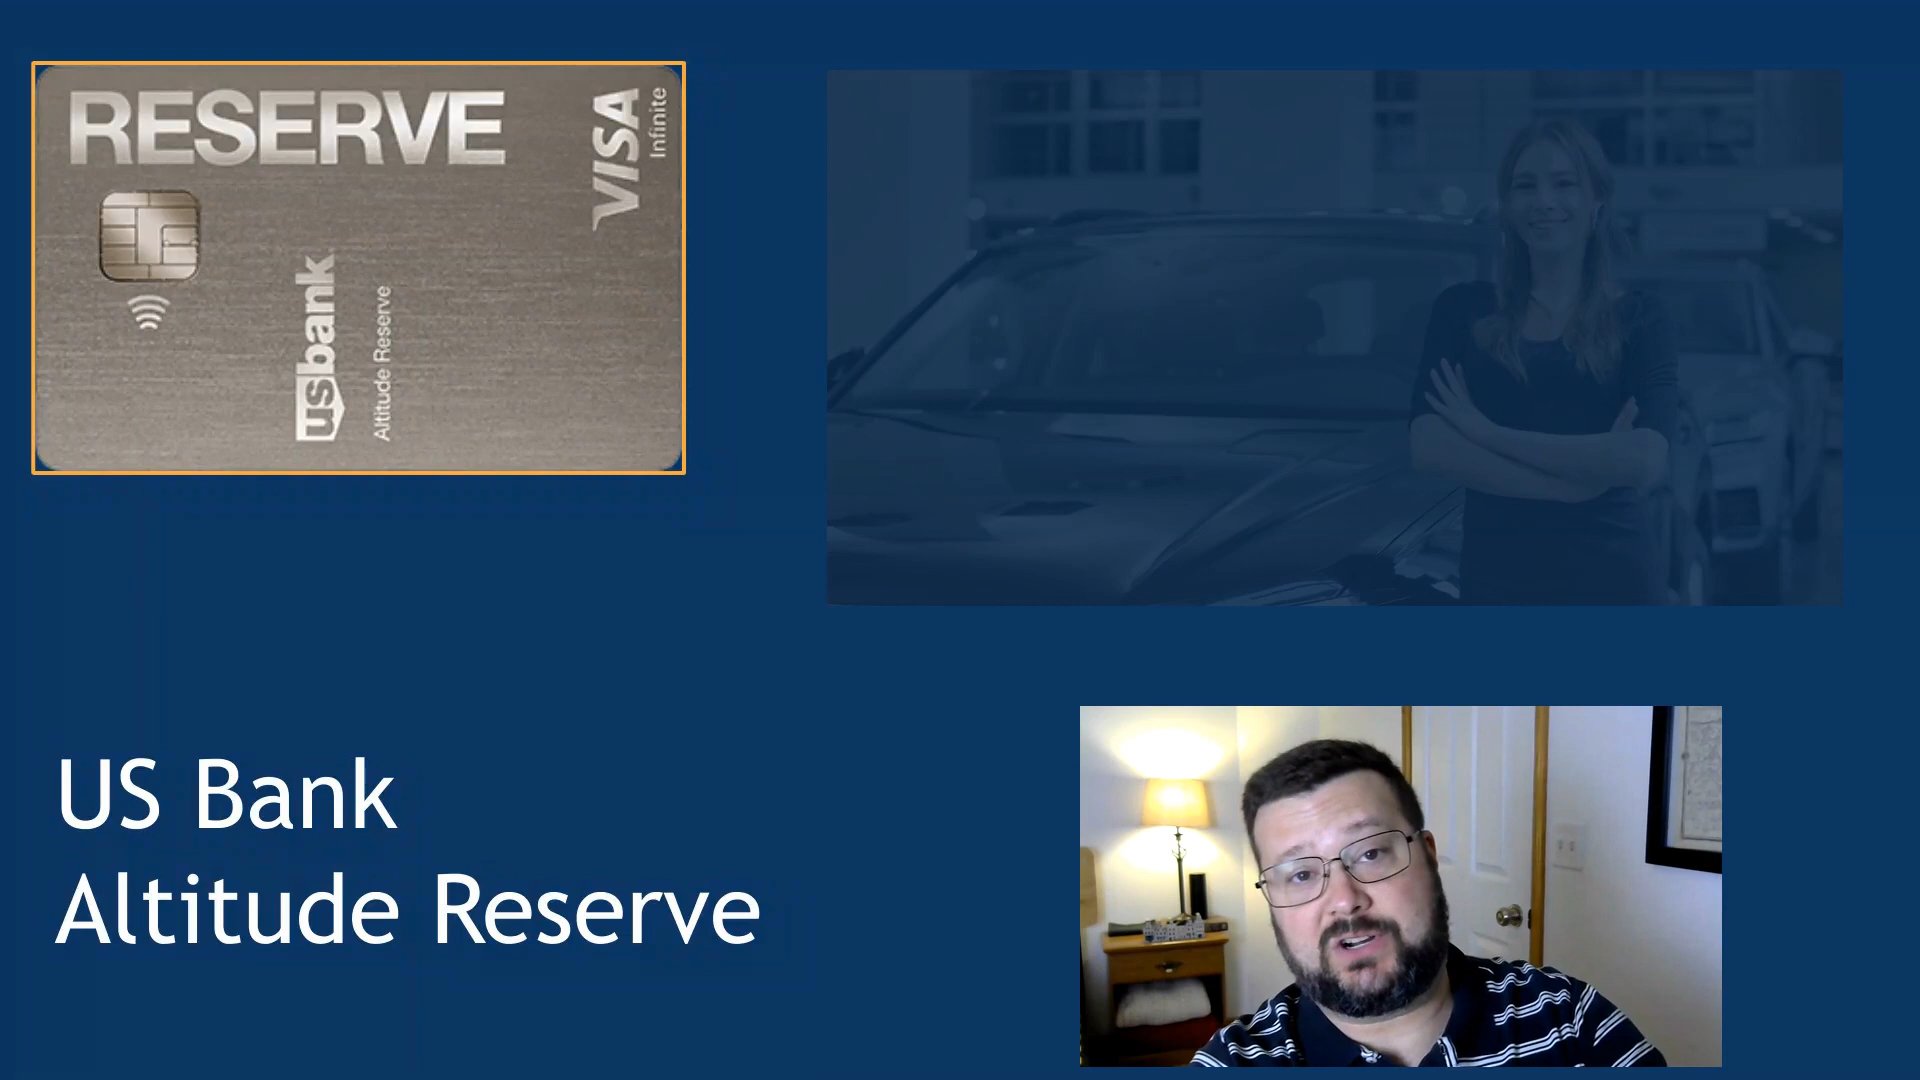 RESERVE
VISA
Infinite
usbank
Altitude Reserve
US Bank
Altitude Reserve